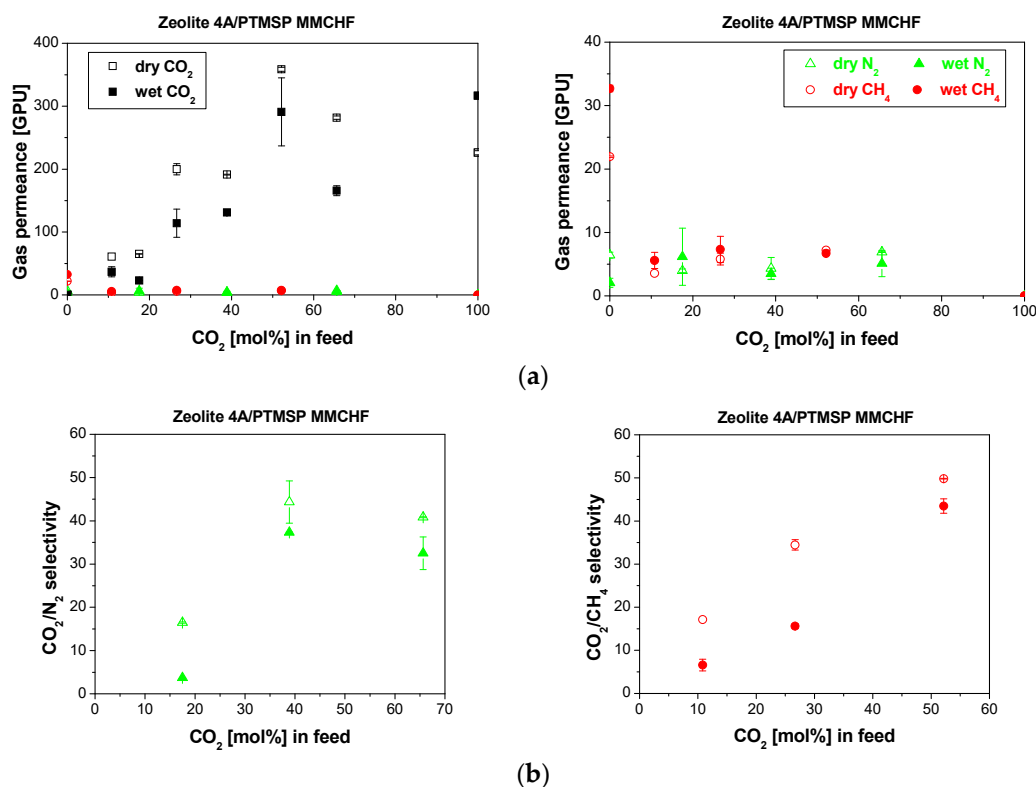 Zeolite 4A/PTMSP MMCHF
dry CO₂
wet CO₂
Gas permeance [GPU]
400
300
200
100
0
0 20 40 60 80 100
CO₂ [mol%] in feed
Zeolite 4A/PTMSP MMCHF
dry N₂ wet N₂
dry CH₄ wet CH₄
Gas permeance [GPU]
40
30
20
10
0
0 20 40 60 80 100
CO₂ [mol%] in feed
(a)
Zeolite 4A/PTMSP MMCHF
CO₂/N₂ selectivity
60
50
40
30
20
10
0
0 10 20 30 40 50 60 70
CO₂ [mol%] in feed
Zeolite 4A/PTMSP MMCHF
CO₂/CH₄ selectivity
60
50
40
30
20
10
0
0 10 20 30 40 50 60
CO₂ [mol%] in feed
(b)